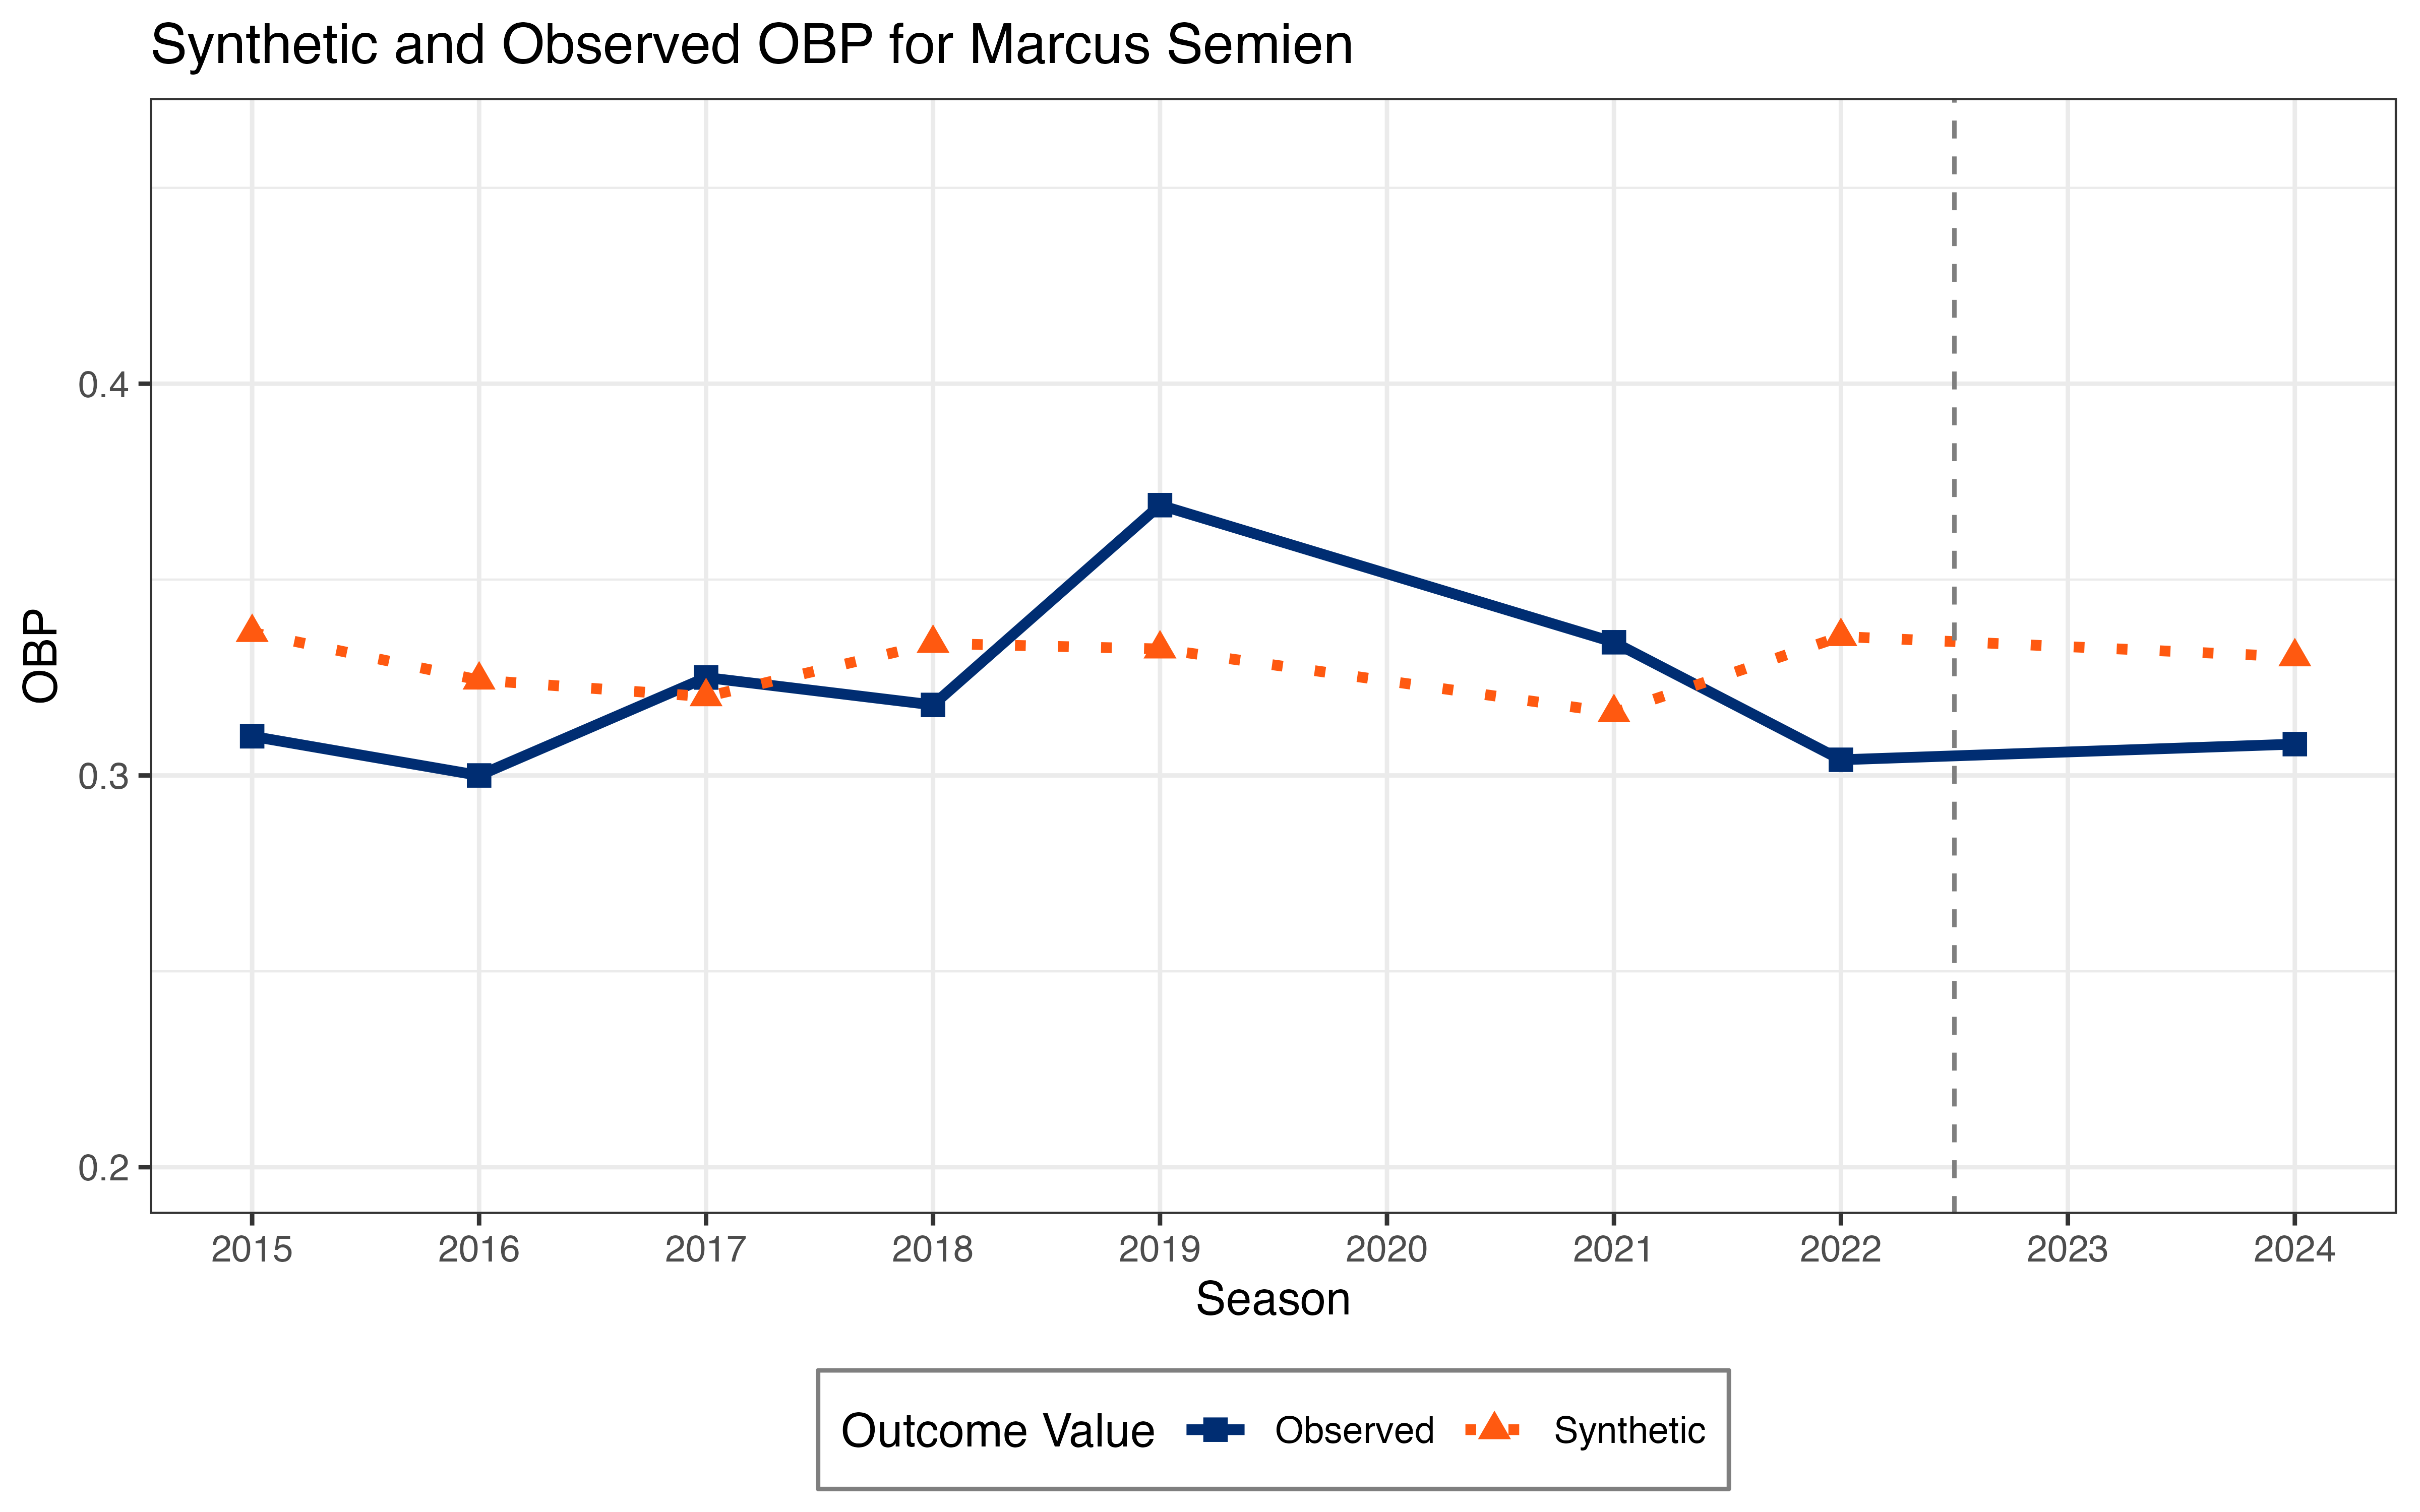 Synthetic and Observed OBP for Marcus Semien
OBP
0.4
0.3
0.2
2015 2016 2017 2018 2019 2020 2021 2022 2023 2024
Season
Outcome Value Observed Synthetic